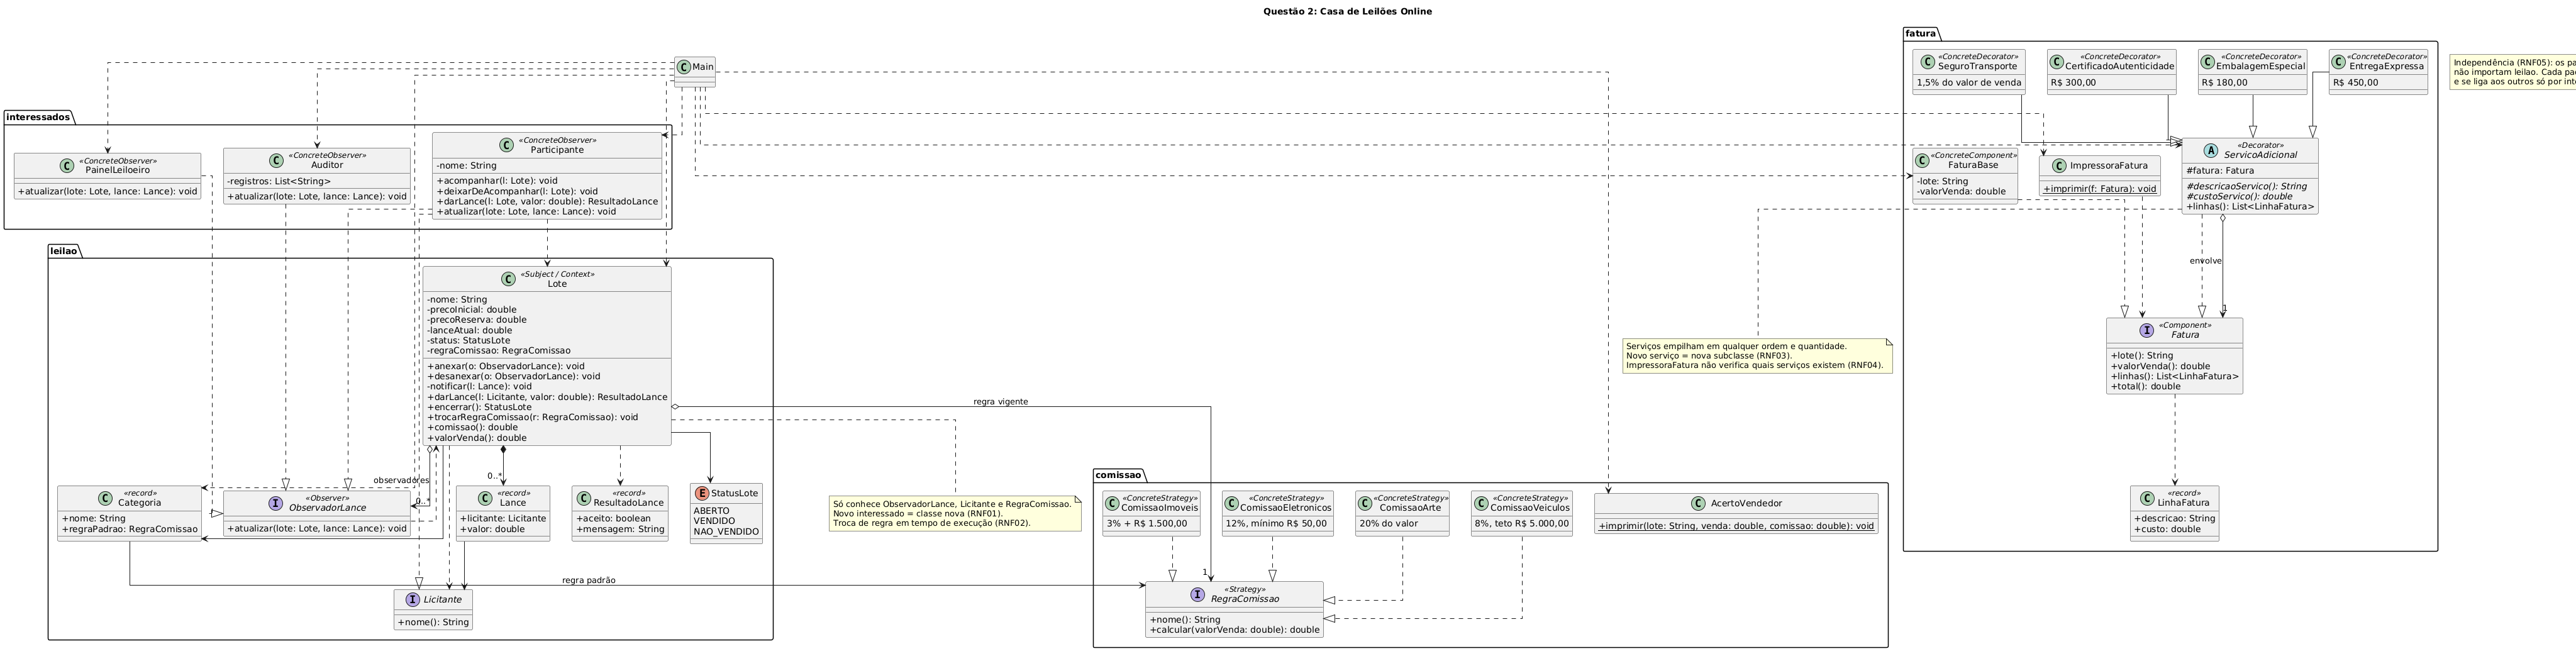 Questão 2: Casa de Leilões Online
Main
interessados
«ConcreteObserver»
PainelLeiloeiro
+atualizar(lote: Lote, lance: Lance): void
«ConcreteObserver»
Auditor
-registros: List<String>
+atualizar(lote: Lote, lance: Lance): void
«ConcreteObserver»
Participante
-nome: String
+acompanhar(l: Lote): void
+deixarDeAcompanhar(l: Lote): void
+darLance(l: Lote, valor: double): ResultadoLance
+atualizar(lote: Lote, lance: Lance): void
leilao
«Subject / Context»
Lote
-nome: String
-precoInicial: double
-precoReserva: double
-lanceAtual: double
-status: StatusLote
-regraComissao: RegraComissao
+anexar(o: ObservadorLance): void
+desanexar(o: ObservadorLance): void
-notificar(l: Lance): void
+darLance(l: Licitante, valor: double): ResultadoLance
+encerrar(): StatusLote
+trocarRegraComissao(r: RegraComissao): void
+comissao(): double
+valorVenda(): double
observadores
0..*
0..*
«record»
Categoria
+nome: String
+regraPadrao: RegraComissao
«Observer»
ObservadorLance
+atualizar(lote: Lote, lance: Lance): void
«record»
Lance
+licitante: Licitante
+valor: double
«record»
ResultadoLance
+aceito: boolean
+mensagem: String
StatusLote
ABERTO
VENDIDO
NAO_VENDIDO
Licitante
+nome(): String
regra padrão
regra vigente
1
1
Só conhece ObservadorLance, Licitante e RegraComissao.
Novo interessado = classe nova (RNF01).
Troca de regra em tempo de execução (RNF02).
comissao
«ConcreteStrategy»
ComissaoImoveis
3% + R$ 1.500,00
«ConcreteStrategy»
ComissaoEletronicos
12%, mínimo R$ 50,00
«ConcreteStrategy»
ComissaoArte
20% do valor
«ConcreteStrategy»
ComissaoVeiculos
8%, teto R$ 5.000,00
AcertoVendedor
+imprimir(lote: String, venda: double, comissao: double): void
«Strategy»
RegraComissao
+nome(): String
+calcular(valorVenda: double): double
Serviços empilham em qualquer ordem e quantidade.
Novo serviço = nova subclasse (RNF03).
ImpressoraFatura não verifica quais serviços existem (RNF04).
fatura
«ConcreteDecorator»
SeguroTransporte
1,5% do valor de venda
«ConcreteDecorator»
CertificadoAutenticidade
R$ 300,00
«ConcreteDecorator»
EmbalagemEspecial
R$ 180,00
«ConcreteDecorator»
EntregaExpressa
R$ 450,00
«ConcreteComponent»
FaturaBase
-lote: String
-valorVenda: double
ImpressoraFatura
+imprimir(f: Fatura): void
«Decorator»
ServicoAdicional
#fatura: Fatura
#descricaoServico(): String
#custoServico(): double
+linhas(): List<LinhaFatura>
envolve
1
«Component»
Fatura
+lote(): String
+valorVenda(): double
+linhas(): List<LinhaFatura>
+total(): double
«record»
LinhaFatura
+descricao: String
+custo: double
Independência (RNF05): os pa
não importam leilao. Cada pa
e se liga aos outros só por int